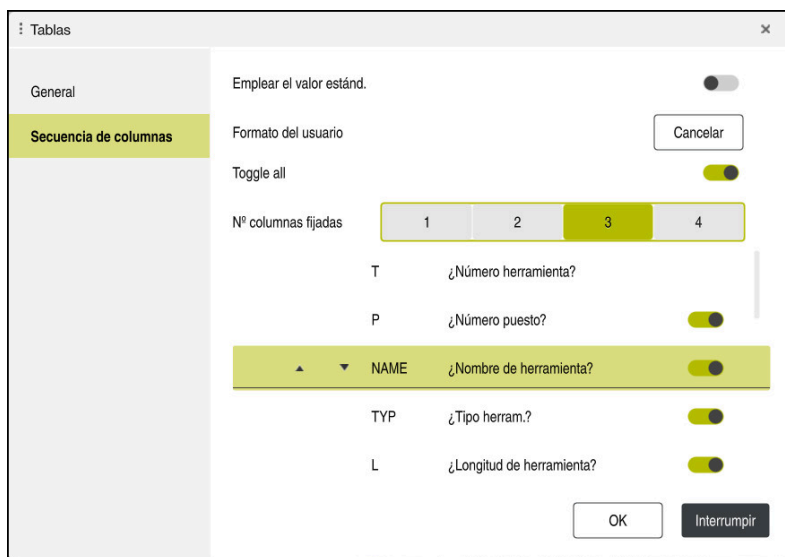 Tablas
General
Secuencia de columnas
Emplear el valor estánd.
Formato del usuario
Cancelar
Toggle all
Nº columnas fijadas
1 2 3 4
T ¿Número herramienta?
P ¿Número puesto?
NAME ¿Nombre de herramienta?
TYP ¿Tipo herram.?
L ¿Longitud de herramienta?
OK Interrumpir